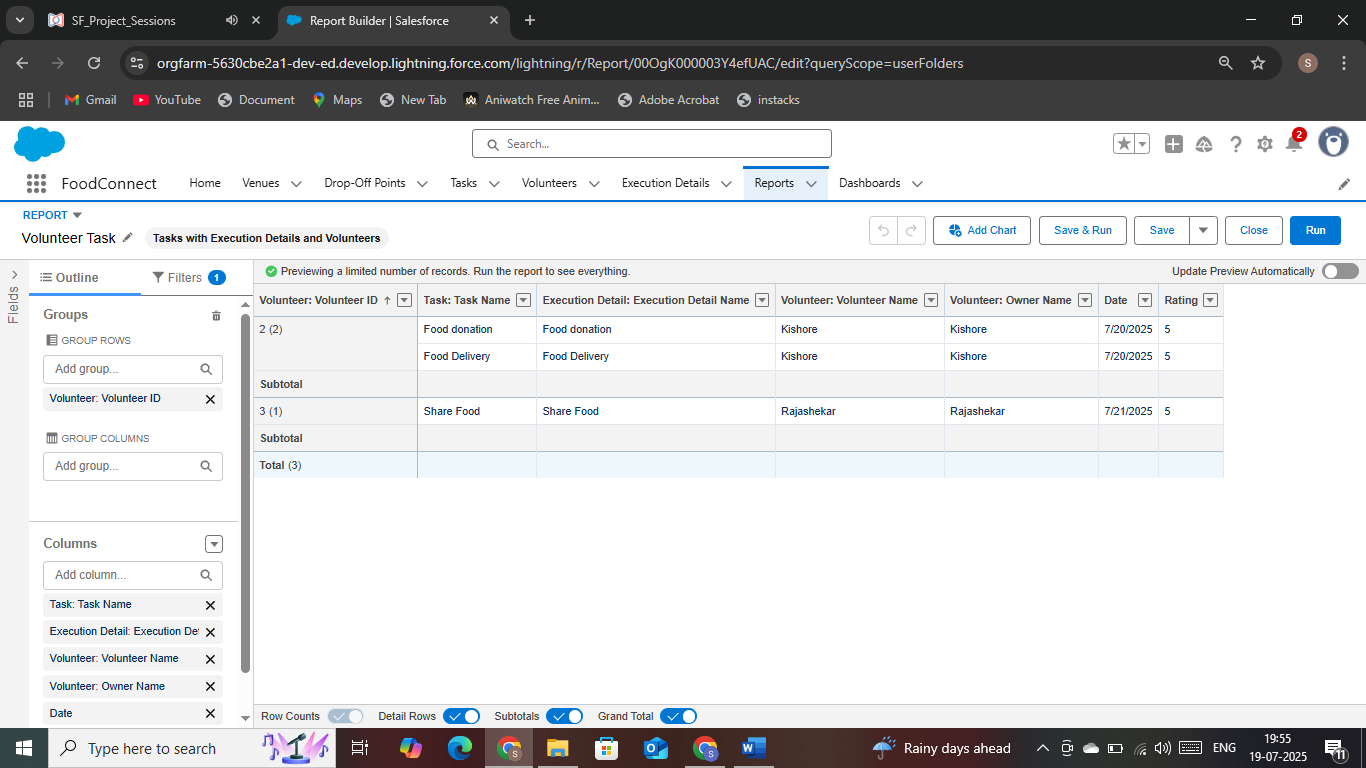 SF_Project_Sessions
Report Builder | Salesforce
orgfarm-5630cbe2a1-dev-ed.develop.lightning.force.com/lightning/r/Report/00OgK000003Y4efUAC/edit?queryScope=userFolders
S
Gmail YouTube Document Maps New Tab Aniwatch Free Anim... Adobe Acrobat instacks
Search...
2
FoodConnect Home Venues Drop-Off Points Tasks Volunteers Execution Details Reports Dashboards
REPORT
Volunteer Task Tasks with Execution Details and Volunteers
Add Chart Save & Run Save Close Run
Fields
Outline Filters 1
Previewing a limited number of records. Run the report to see everything. Update Preview Automatically
Groups
GROUP ROWS
Add group...
Volunteer: Volunteer ID
GROUP COLUMNS
Add group...
Columns
Add column...
Task: Task Name
Execution Detail: Execution Det
Volunteer: Volunteer Name
Volunteer: Owner Name
Date
Volunteer: Volunteer ID Task: Task Name Execution Detail: Execution Detail Name Volunteer: Volunteer Name Volunteer: Owner Name Date Rating
2 (2) Food donation Food donation Kishore Kishore 7/20/2025 5
Food Delivery Food Delivery Kishore Kishore 7/20/2025 5
Subtotal
3 (1) Share Food Share Food Rajashekar Rajashekar 7/21/2025 5
Subtotal
Total (3)
Row Counts Detail Rows Subtotals Grand Total
Type here to search
S
S
Rainy days ahead
ENG
19:55
19-07-2025
11